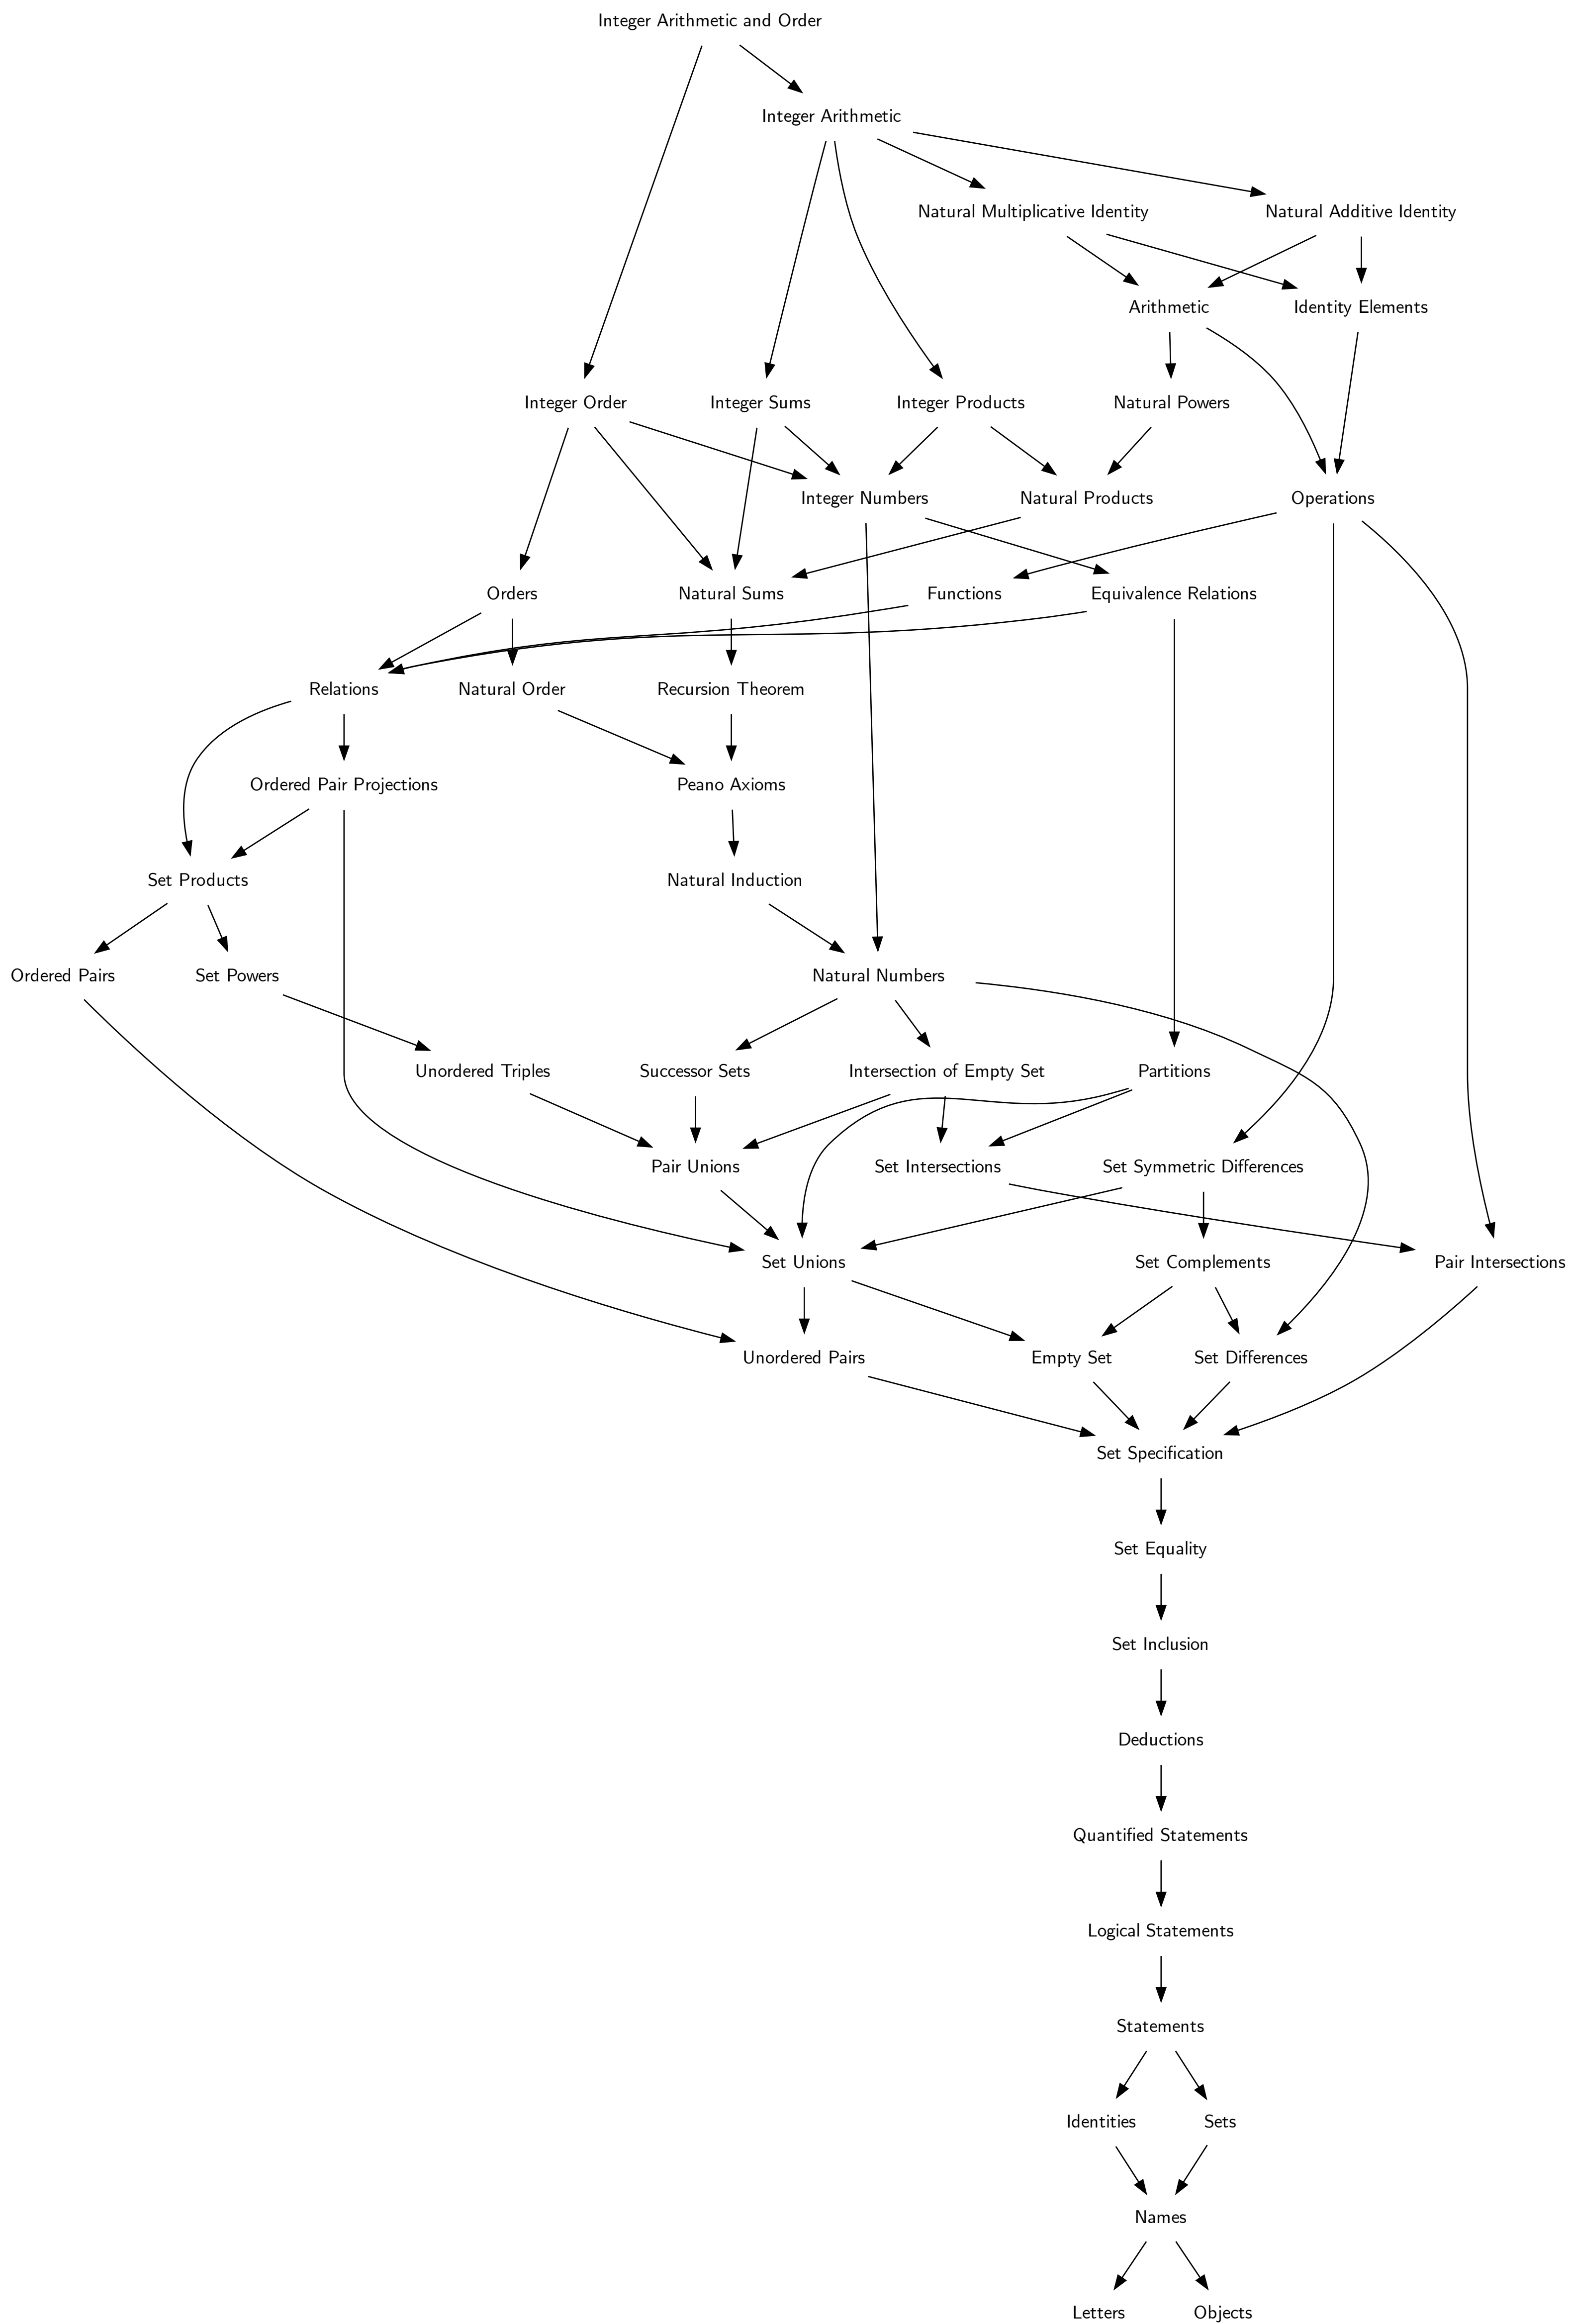 Integer Arithmetic and Order
Integer Arithmetic
Natural Multiplicative Identity
Natural Additive Identity
Arithmetic
Identity Elements
Integer Order
Integer Sums
Integer Products
Natural Powers
Integer Numbers
Natural Products
Operations
Orders
Natural Sums
Functions
Equivalence Relations
Relations
Natural Order
Recursion Theorem
Ordered Pair Projections
Peano Axioms
Set Products
Natural Induction
Ordered Pairs
Set Powers
Natural Numbers
Unordered Triples
Successor Sets
Intersection of Empty Set
Partitions
Pair Unions
Set Intersections
Set Symmetric Differences
Set Unions
Set Complements
Pair Intersections
Unordered Pairs
Empty Set
Set Differences
Set Specification
Set Equality
Set Inclusion
Deductions
Quantified Statements
Logical Statements
Statements
Identities
Sets
Names
Letters
Objects